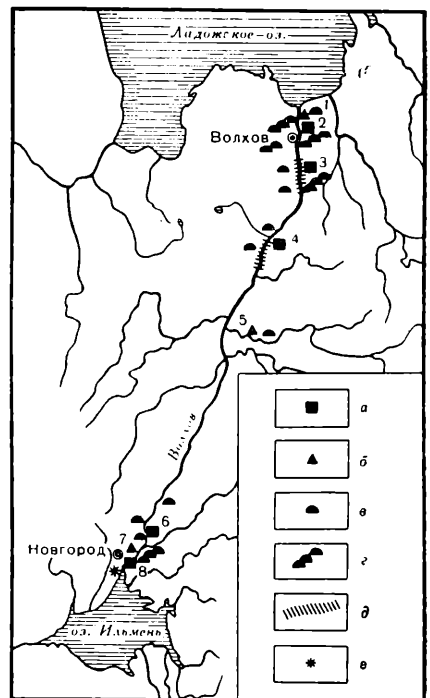 Ладожское оз.
1
2
Волхов
3
4
5
Волхов
6
7
Новгород
8
оз. Ильмень
а
б
в
г
д
е